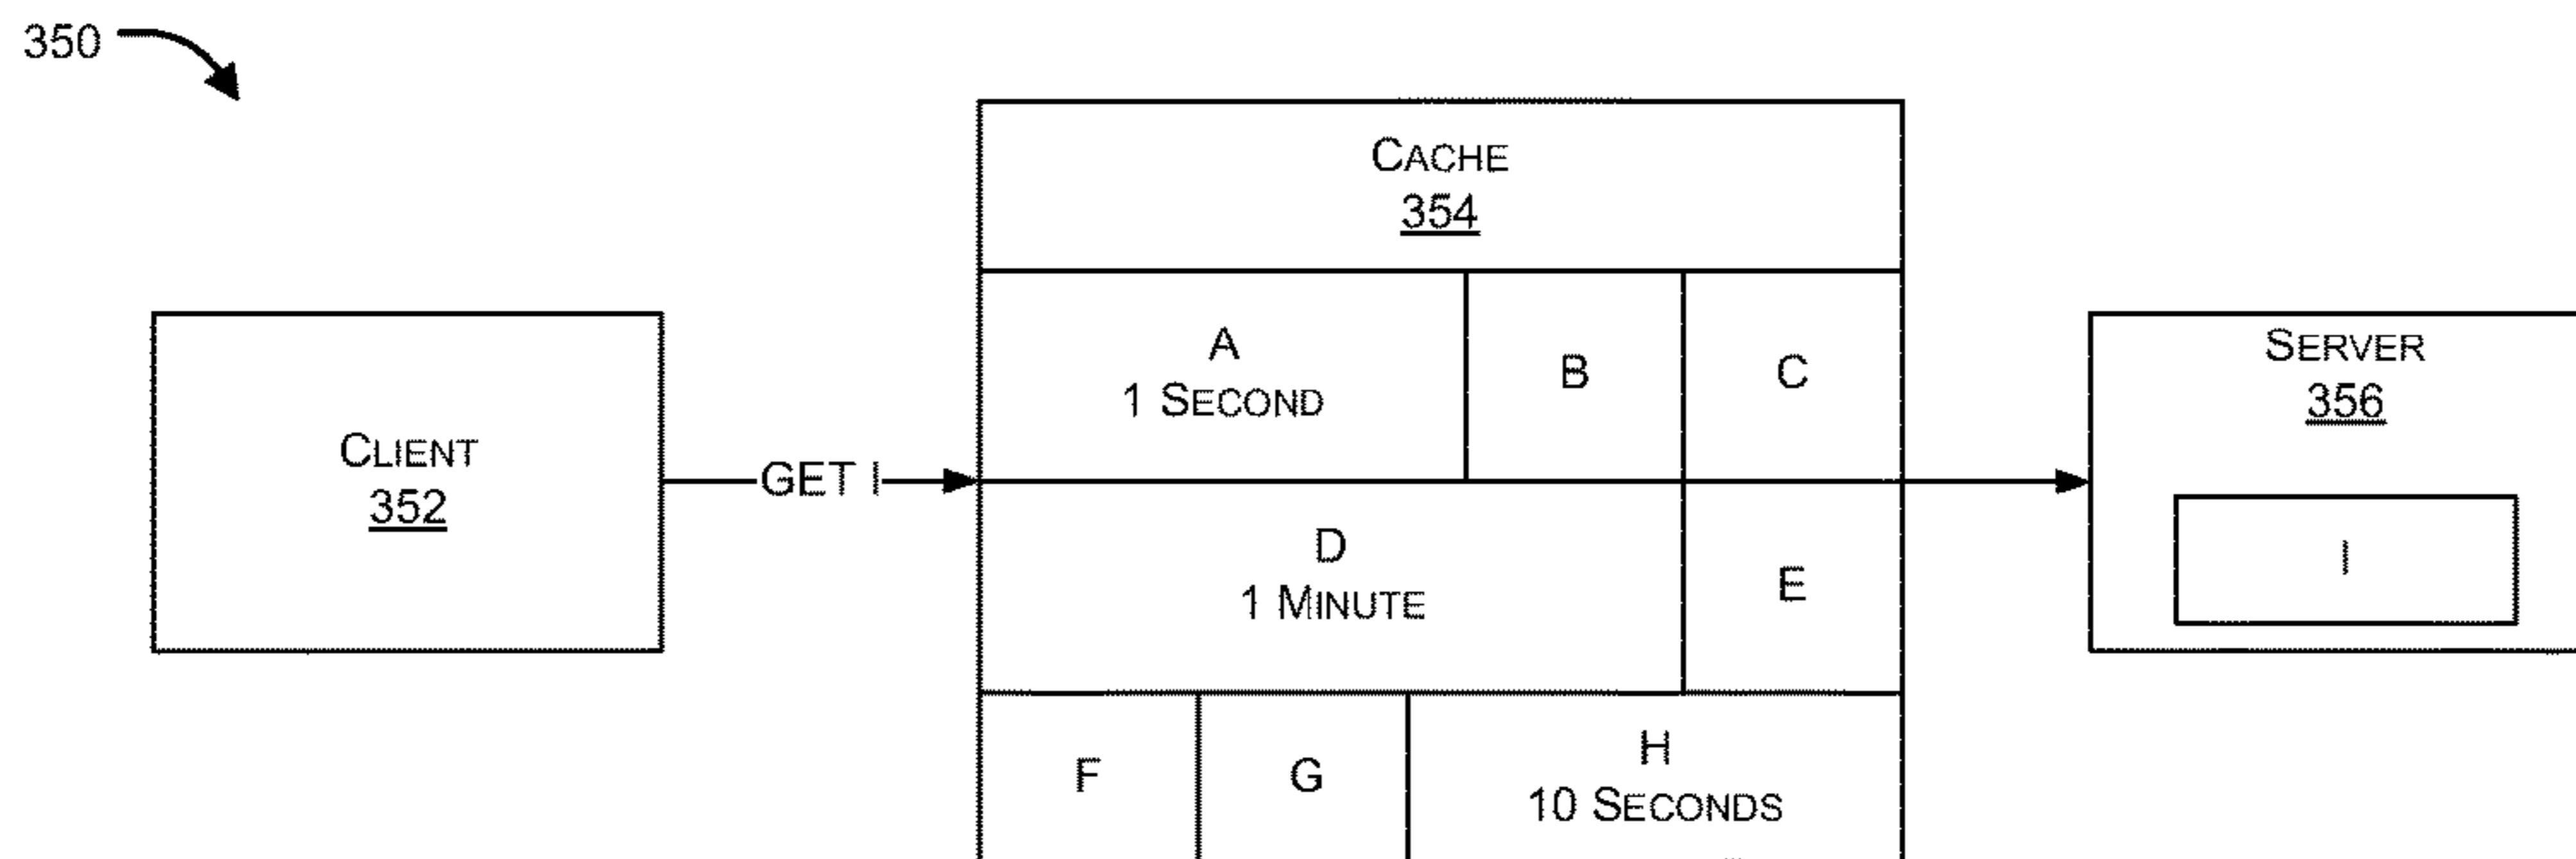 350
CACHE
354
A
1 SECOND
B
C
SERVER
356
CLIENT
352
GET I
D
1 MINUTE
E
I
F
G
H
10 SECONDS